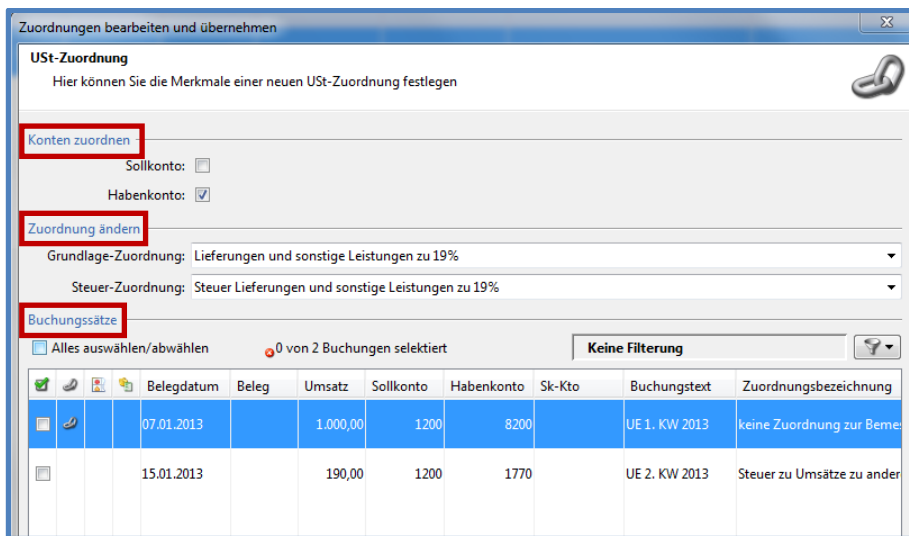 Zuordnungen bearbeiten und übernehmen
USt-Zuordnung
Hier können Sie die Merkmale einer neuen USt-Zuordnung festlegen
Konten zuordnen
Sollkonto:
Habenkonto:
Zuordnung ändern
Grundlage-Zuordnung: Lieferungen und sonstige Leistungen zu 19%
Steuer-Zuordnung: Steuer Lieferungen und sonstige Leistungen zu 19%
Buchungssätze
Alles auswählen/abwählen 0 von 2 Buchungen selektiert Keine Filterung
Belegdatum Beleg Umsatz Sollkonto Habenkonto Sk-Kto Buchungstext Zuordnungsbezeichnung
07.01.2013 1.000,00 1200 8200 UE 1. KW 2013 keine Zuordnung zur Bemes
15.01.2013 190,00 1200 1770 UE 2. KW 2013 Steuer zu Umsätze zu ander